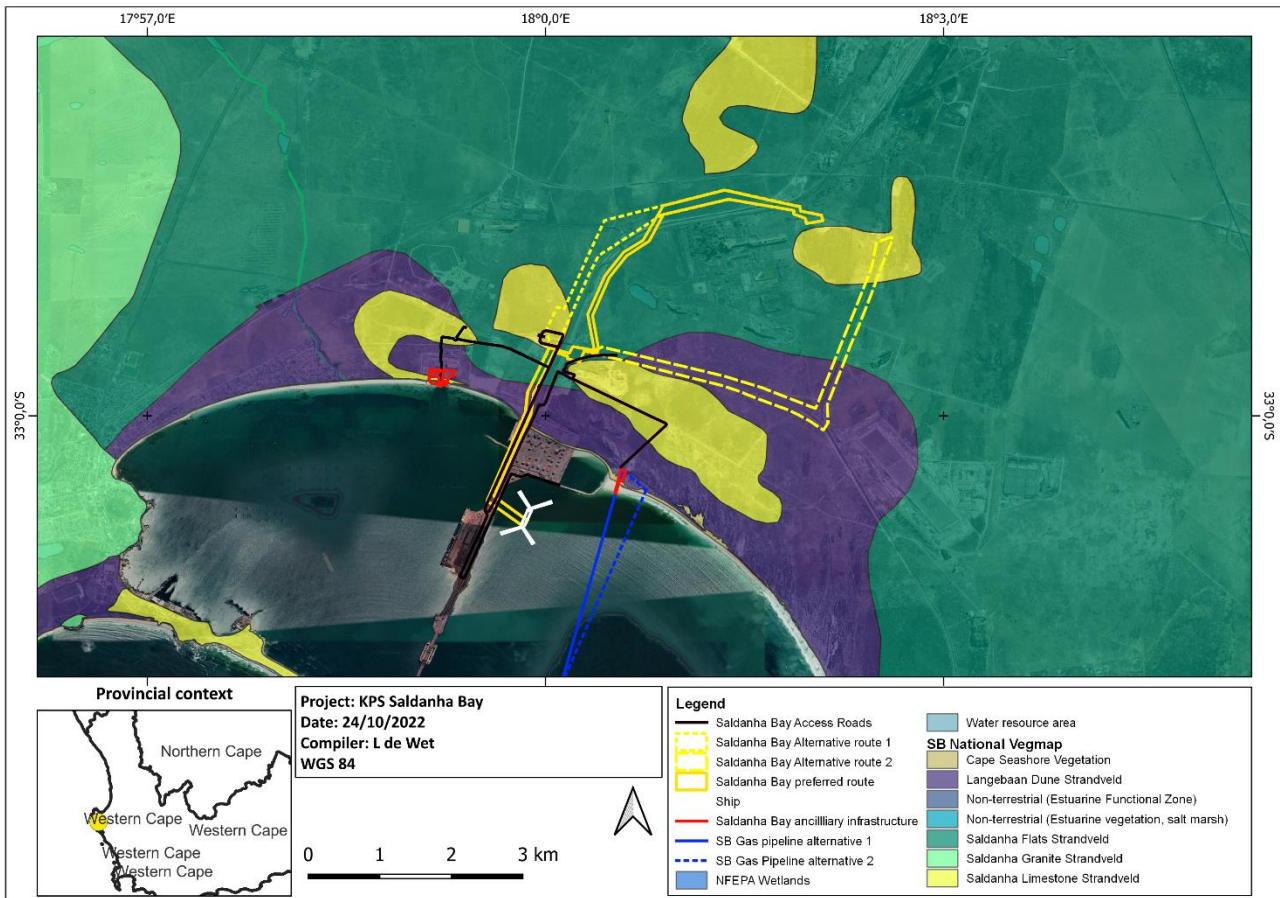 17°57,0'E
18°0,0'E
18°3,0'E
33°0,0'S
33°0,0'S
Provincial context
Northern Cape
Western Cape
Western Cape
Western Cape
Western Cape
Western Cape
Project: KPS Saldanha Bay
Date: 24/10/2022
Compiler: L de Wet
WGS 84
0 1 2 3 km
Legend
Saldanha Bay Access Roads
Saldanha Bay Alternative route 1
Saldanha Bay Alternative route 2
Saldanha Bay preferred route
Ship
Saldanha Bay ancilliary infrastructure
SB Gas pipeline alternative 1
SB Gas Pipeline alternative 2
NFEPA Wetlands
Water resource area
SB National Vegmap
Cape Seashore Vegetation
Langebaan Dune Strandveld
Non-terrestrial (Estuarine Functional Zone)
Non-terrestrial (Estuarine vegetation, salt marsh)
Saldanha Flats Strandveld
Saldanha Granite Strandveld
Saldanha Limestone Strandveld